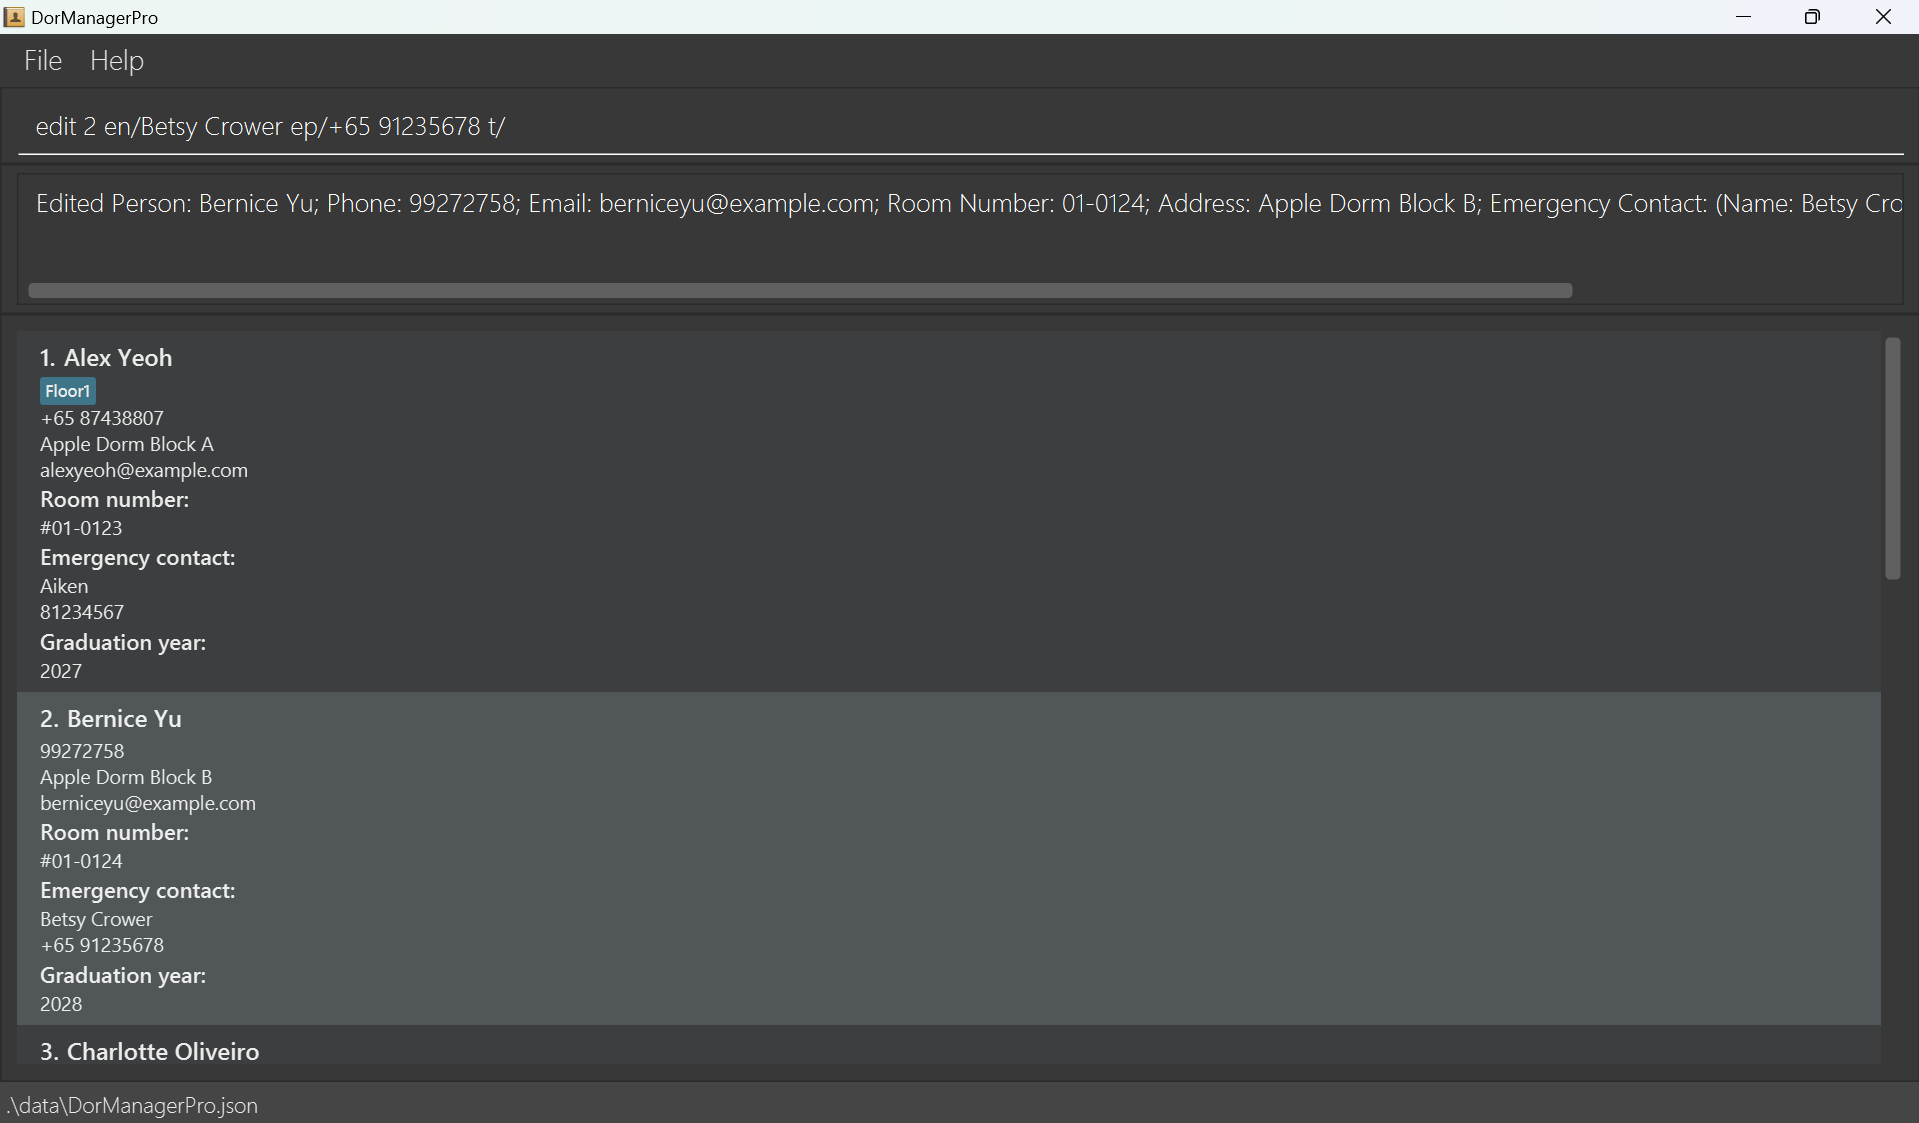 DorManagerPro
File Help
edit 2 en/Betsy Crower ep/+65 91235678 t/
Edited Person: Bernice Yu; Phone: 99272758; Email: berniceyu@example.com; Room Number: 01-0124; Address: Apple Dorm Block B; Emergency Contact: (Name: Betsy Cro
1. Alex Yeoh
Floor1
+65 87438807
Apple Dorm Block A
alexyeoh@example.com
Room number:
#01-0123
Emergency contact:
Aiken
81234567
Graduation year:
2027
2. Bernice Yu
99272758
Apple Dorm Block B
berniceyu@example.com
Room number:
#01-0124
Emergency contact:
Betsy Crower
+65 91235678
Graduation year:
2028
3. Charlotte Oliveiro
.\data\DorManagerPro.json